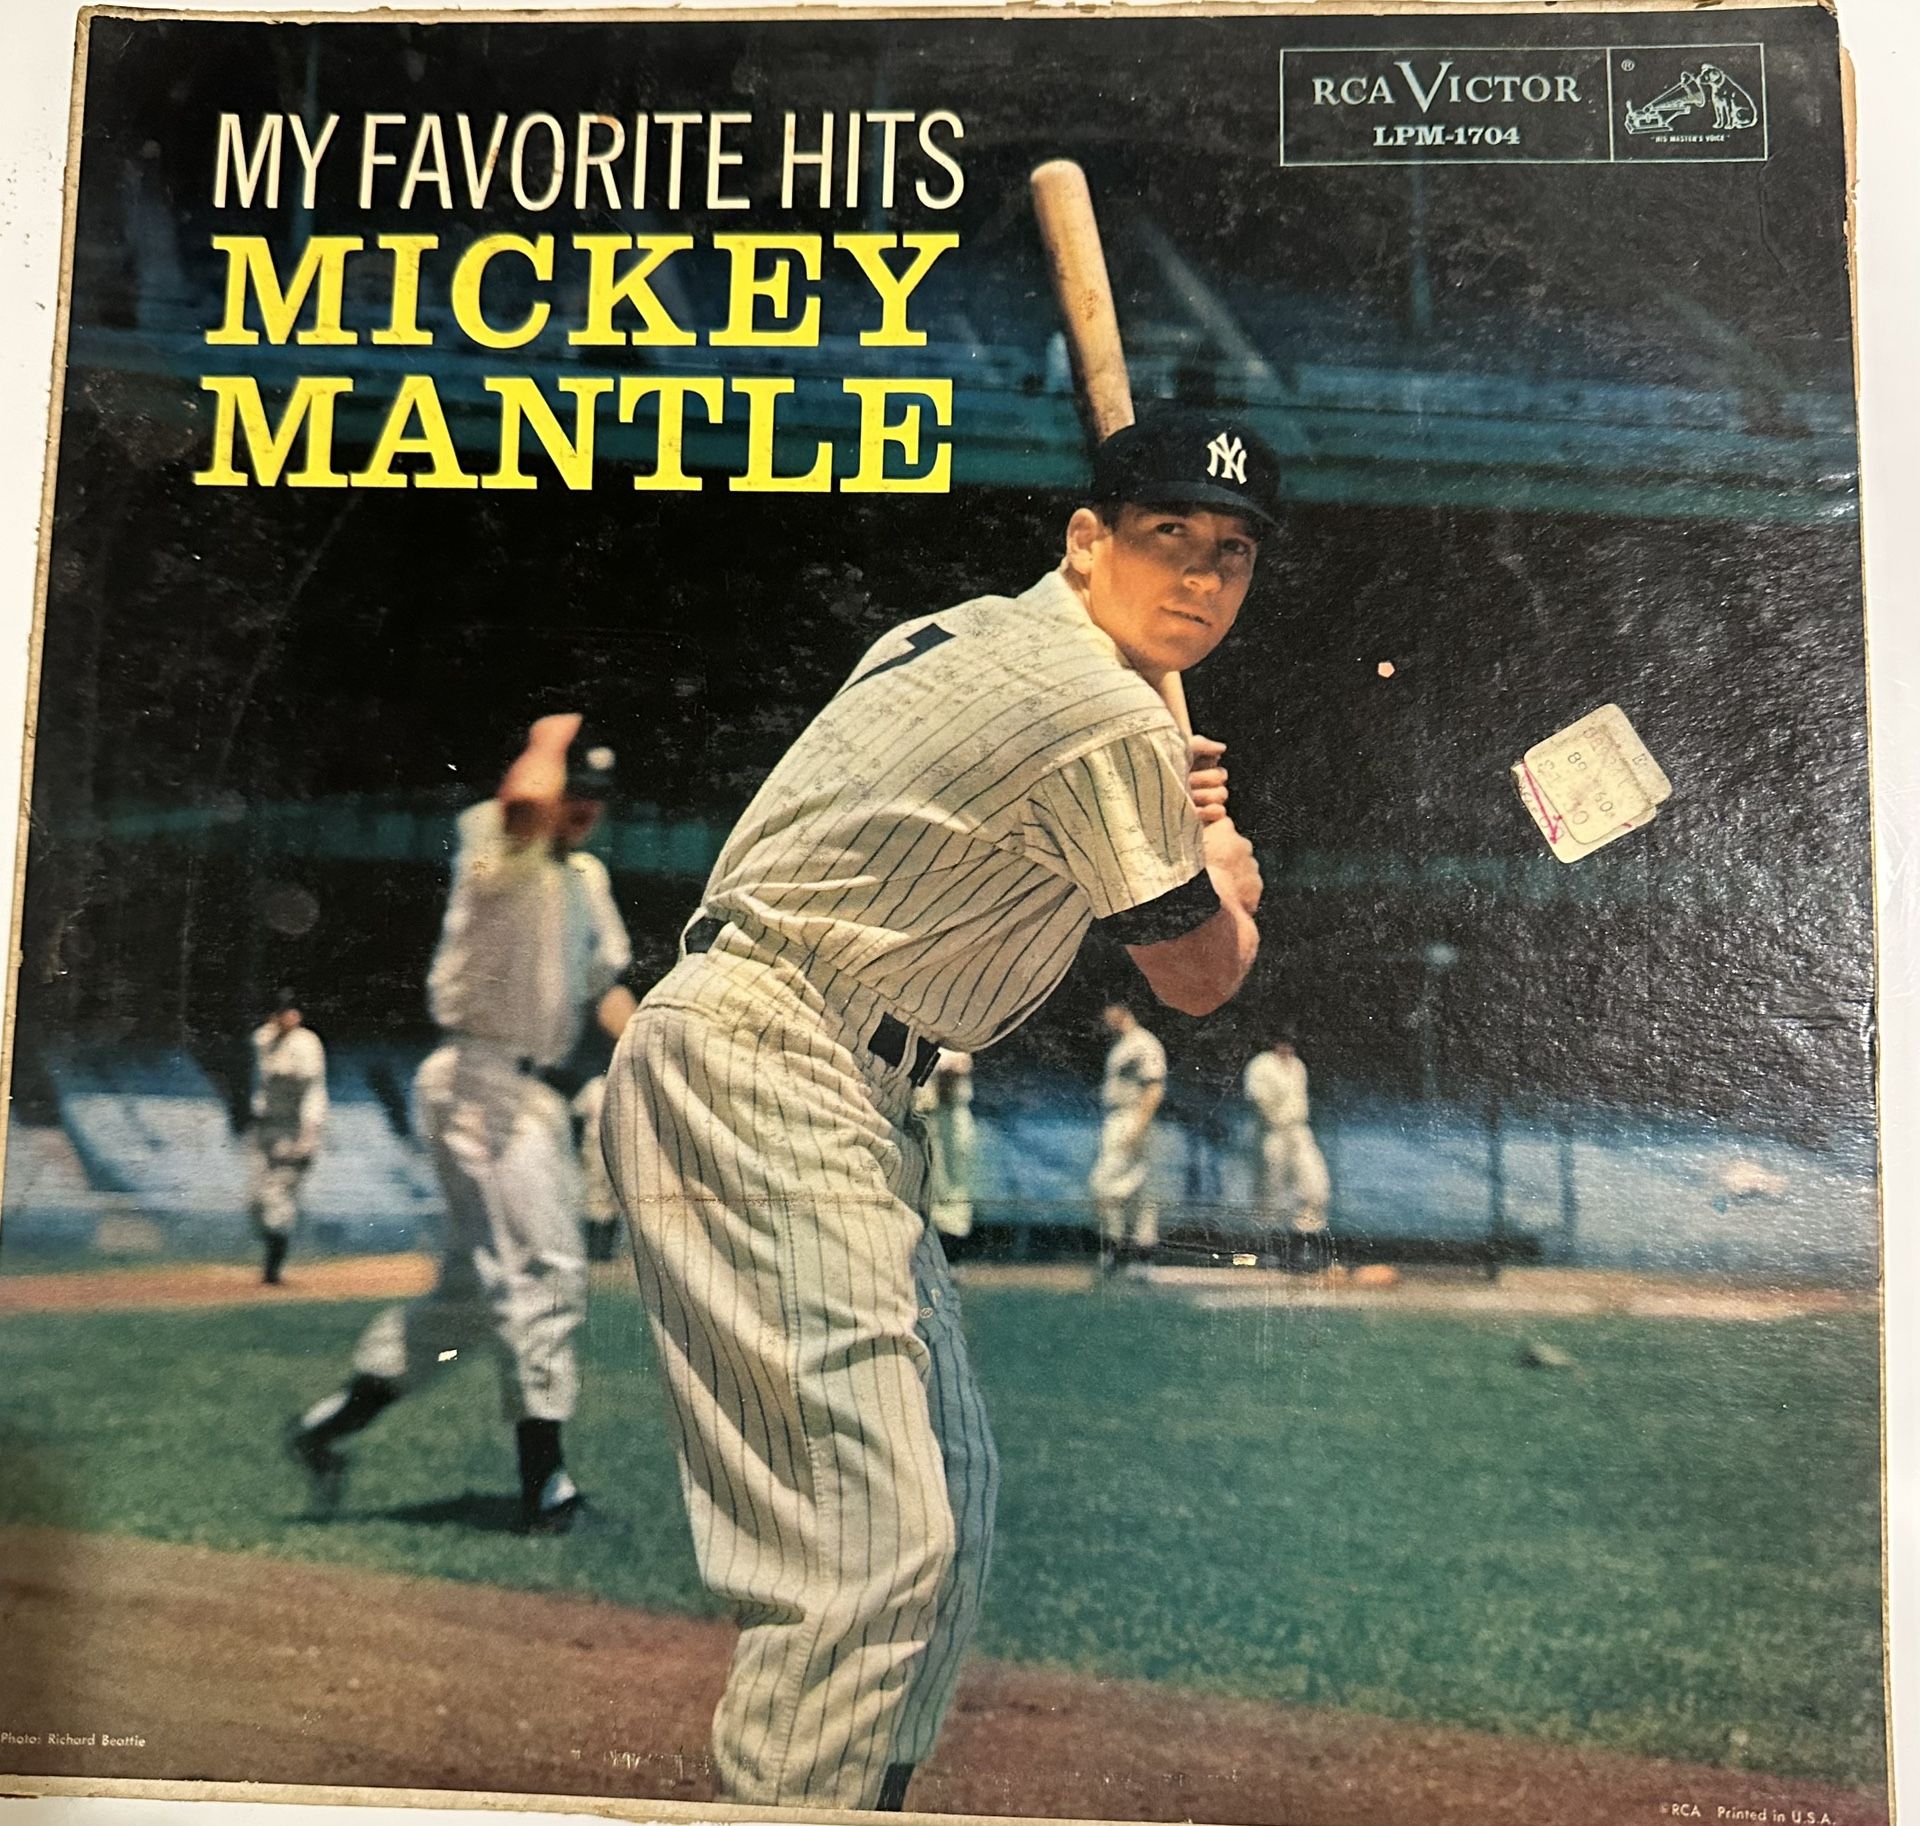 MY FAVORITE HITS
MICKEY
MANTLE
RCA VICTOR
LPM-1704
®
"HIS MASTER'S VOICE"
NY
7
Photo: Richard Beattie
©RCA Printed in U.S.A.